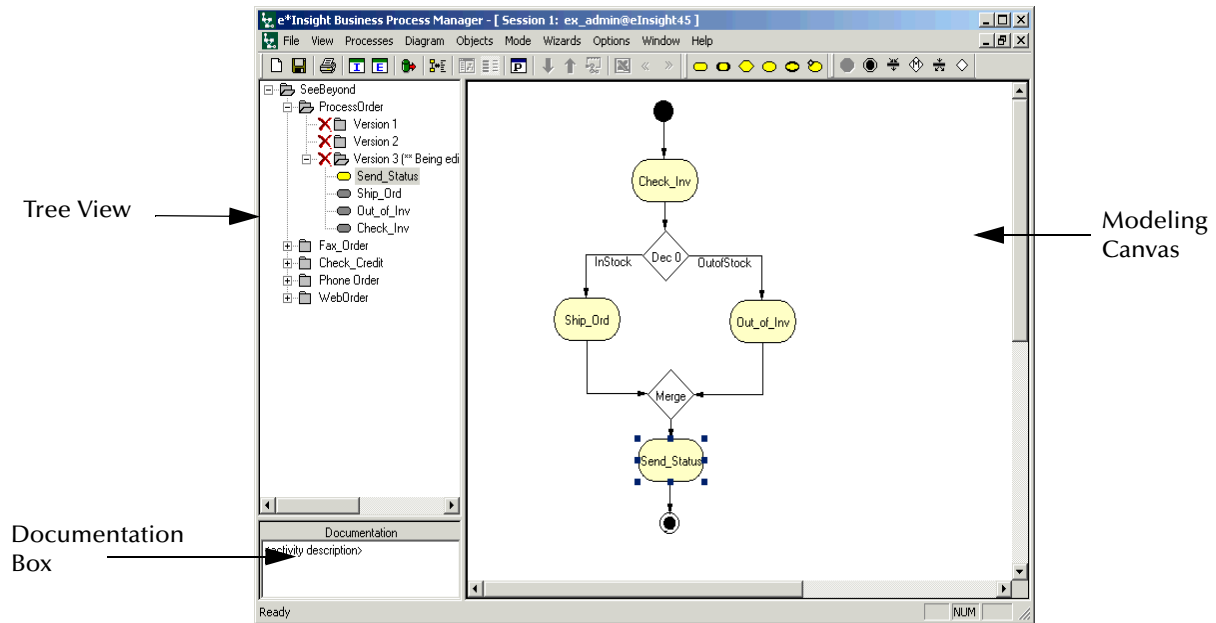 e*Insight Business Process Manager - [ Session 1: ex_admin@eInsight45 ]
File View Processes Diagram Objects Mode Wizards Options Window Help
I E P M
SeeBeyond
ProcessOrder
Version 1
Version 2
Version 3 (** Being edi
Send_Status
Ship_Ord
Out_of_Inv
Check_Inv
Fax_Order
Check_Credit
Phone Order
WebOrder
Tree View
Check_Inv
Dec 0
InStock
OutofStock
Ship_Ord
Out_of_Inv
Merge
Send_Status
Modeling
Canvas
Documentation
Box
Documentation
<activity description>
Ready
NUM